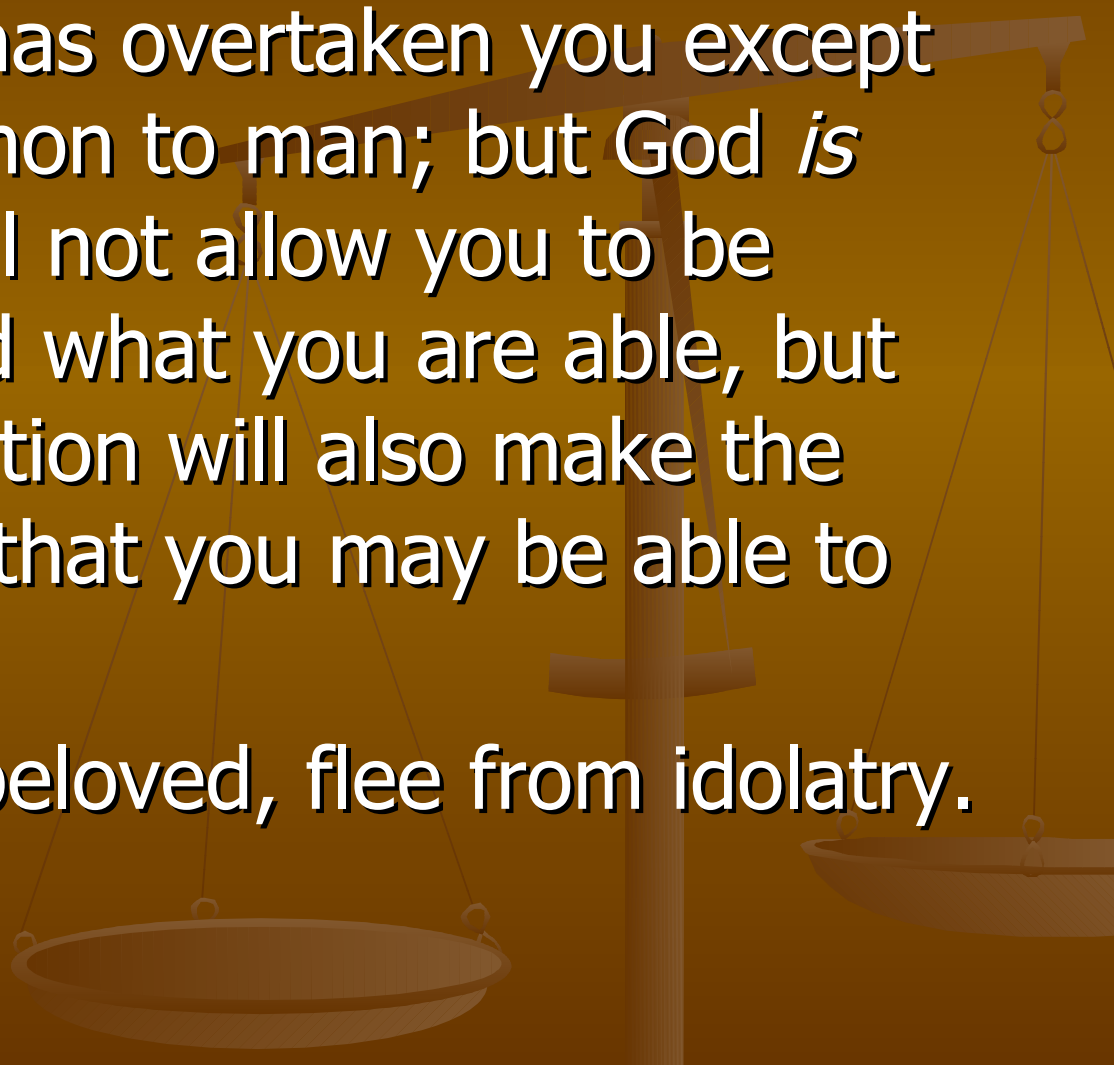 has overtaken you except
mon to man; but God is
l not allow you to be
d what you are able, but
tion will also make the
that you may be able to
beloved, flee from idolatry.